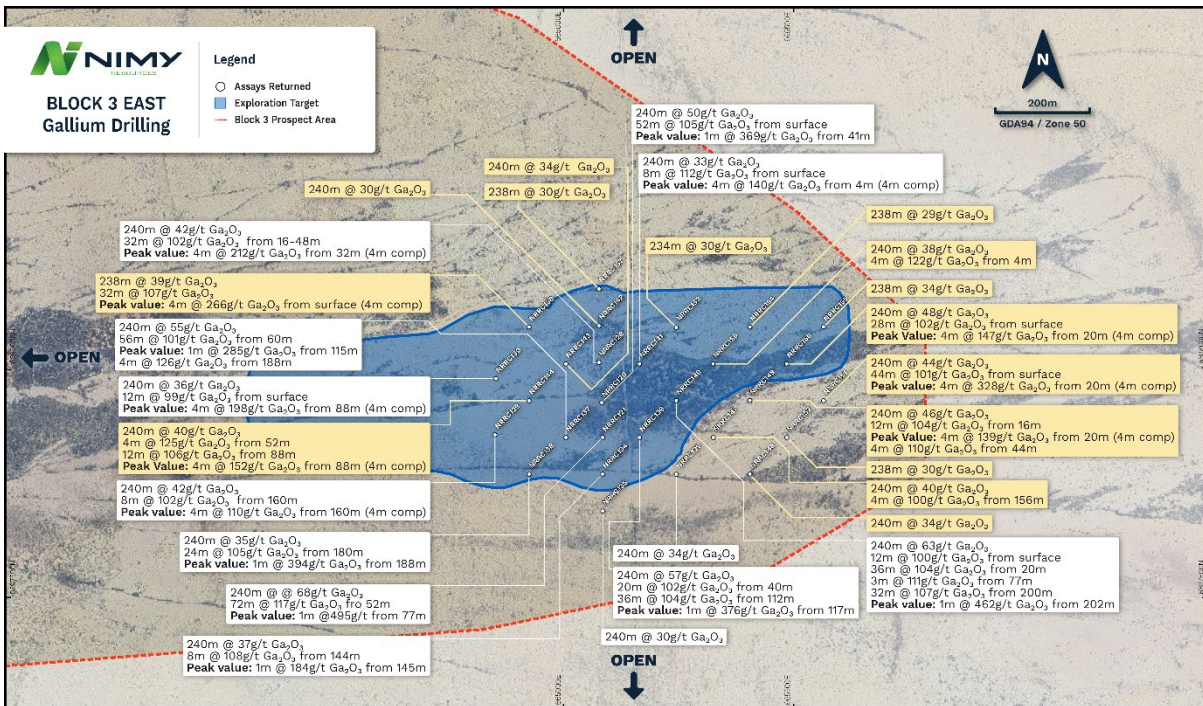 NIMY
RESOURCES
BLOCK 3 EAST
Gallium Drilling
Legend
Assays Returned
Exploration Target
Block 3 Prospect Area
OPEN
N
200m
GDA94 / Zone 50
240m @ 50g/t Ga₂O₃
52m @ 105g/t Ga₂O₃ from surface
Peak value: 1m @ 369g/t Ga₂O₃ from 41m
240m @ 33g/t Ga₂O₃
8m @ 112g/t Ga₂O₃ from surface
Peak value: 4m @ 140g/t Ga₂O₃ from 4m (4m comp)
240m @ 34g/t Ga₂O₃
238m @ 30g/t Ga₂O₃
240m @ 30g/t Ga₂O₃
234m @ 30g/t Ga₂O₃
240m @ 42g/t Ga₂O₃
32m @ 102g/t Ga₂O₃ from 16-48m
Peak value: 4m @ 212g/t Ga₂O₃ from 32m (4m comp)
238m @ 39g/t Ga₂O₃
32m @ 107g/t Ga₂O₃
Peak value: 4m @ 266g/t Ga₂O₃ from surface (4m comp)
240m @ 55g/t Ga₂O₃
56m @ 101g/t Ga₂O₃ from 60m
Peak value: 1m @ 285g/t Ga₂O₃ from 115m
4m @ 126g/t Ga₂O₃ from 188m
OPEN
240m @ 36g/t Ga₂O₃
12m @ 99g/t Ga₂O₃ from surface
Peak value: 4m @ 198g/t Ga₂O₃ from 88m (4m comp)
240m @ 40g/t Ga₂O₃
4m @ 125g/t Ga₂O₃ from 52m
12m @ 106g/t Ga₂O₃ from 88m
Peak value: 4m @ 152g/t Ga₂O₃ from 88m (4m comp)
240m @ 42g/t Ga₂O₃
8m @ 102g/t Ga₂O₃ from 160m
Peak value: 4m @ 110g/t Ga₂O₃ from 160m (4m comp)
240m @ 35g/t Ga₂O₃
24m @ 105g/t Ga₂O₃ from 180m
Peak value: 1m @ 394g/t Ga₂O₃ from 188m
240m @ @ 68g/t Ga₂O₃
72m @ 117g/t Ga₂O₃ fro 52m
Peak value: 1m @495g/t from 77m
240m @ 37g/t Ga₂O₃
8m @ 108g/t Ga₂O₃ from 144m
Peak value: 1m @ 184g/t Ga₂O₃ from 145m
238m @ 29g/t Ga₂O₃
240m @ 38g/t Ga₂O₃
4m @ 122g/t Ga₂O₃ from 4m
238m @ 34g/t Ga₂O₃
240m @ 48g/t Ga₂O₃
28m @ 102g/t Ga₂O₃ from surface
Peak value: 4m @ 147g/t Ga₂O₃ from 20m (4m comp)
240m @ 44g/t Ga₂O₃
44m @ 101g/t Ga₂O₃ from surface
Peak value: 4m @ 328g/t Ga₂O₃ from 20m (4m comp)
240m @ 46g/t Ga₂O₃
12m @ 104g/t Ga₂O₃ from 16m
Peak value: 4m @ 139g/t Ga₂O₃ from 20m (4m comp)
4m @ 110g/t Ga₂O₃ from 44m
238m @ 30g/t Ga₂O₃
240m @ 40g/t Ga₂O₃
4m @ 100g/t Ga₂O₃ from 156m
240m @ 34g/t Ga₂O₃
240m @ 63g/t Ga₂O₃
12m @ 100g/t Ga₂O₃ from surface
36m @ 104g/t Ga₂O₃ from 20m
3m @ 111g/t Ga₂O₃ from 77m
32m @ 107g/t Ga₂O₃ from 200m
Peak value: 1m @ 462g/t Ga₂O₃ from 202m
240m @ 34g/t Ga₂O₃
240m @ 57g/t Ga₂O₃
20m @ 102g/t Ga₂O₃ from 40m
36m @ 104g/t Ga₂O₃ from 112m
Peak value: 1m @ 376g/t Ga₂O₃ from 117m
240m @ 30g/t Ga₂O₃
OPEN